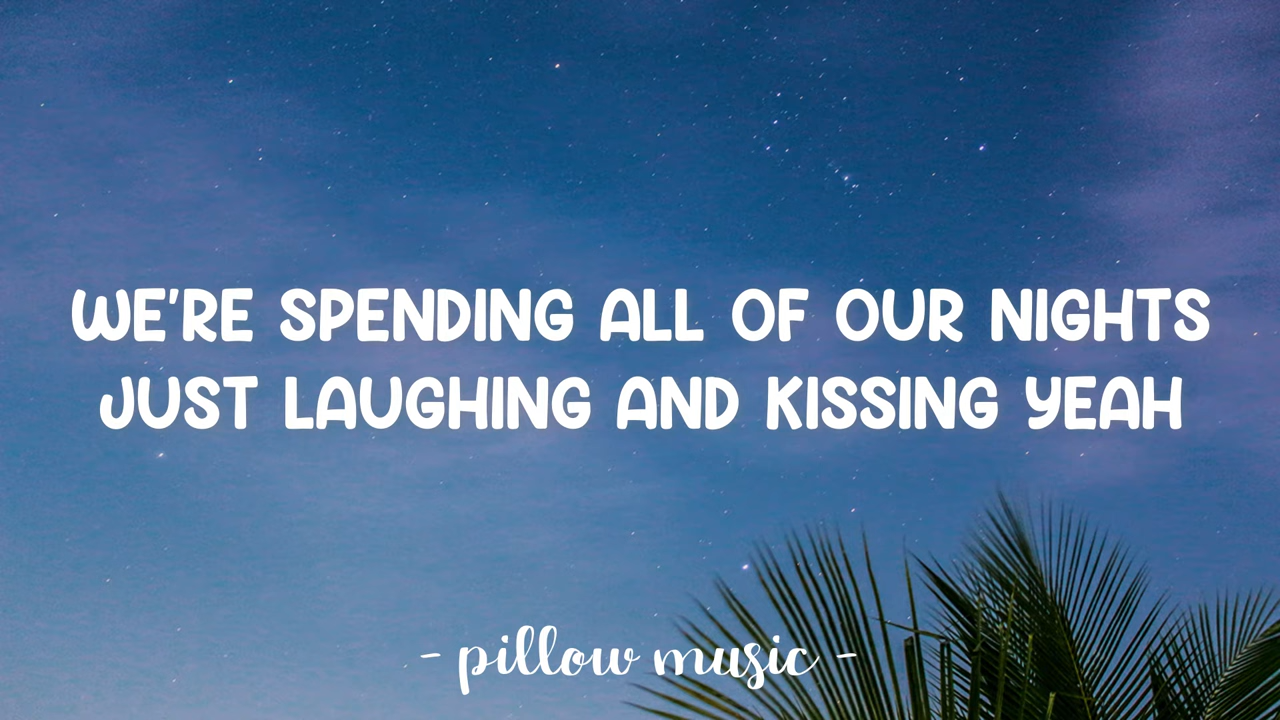 WE'RE SPENDING ALL OF OUR NIGHTS
JUST LAUGHING AND KISSING YEAH
- pillow music -